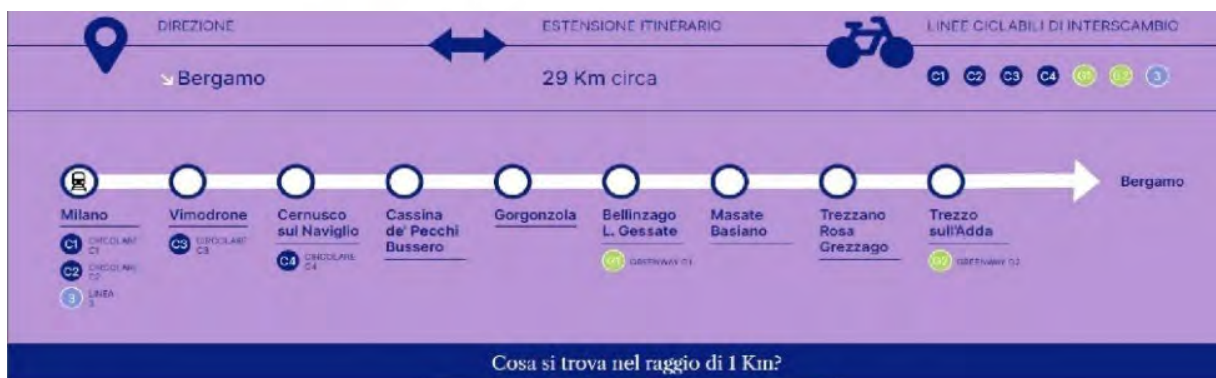 DIREZIONE
ESTENSIONE ITINERARIO
LINEE CICLABILI DI INTERSCAMBIO
↘ Bergamo
29 Km circa
C1 C2 C3 C4 G1 G2 3
Bergamo
Milano
C1 CIRCOLARE
C1
C2 CIRCOLARE
C2
3 LINEA
3
Vimodrone
C3 CIRCOLARE
C3
Cernusco
sul Naviglio
C4 CIRCOLARE
C4
Cassina
de' Pecchi
Bussero
Gorgonzola
Bellinzago
L. Gessate
G1 GREENWAY G1
Masate
Basiano
Trezzano
Rosa
Grezzago
Trezzo
sull'Adda
G2 GREENWAY G2
Cosa si trova nel raggio di 1 Km?